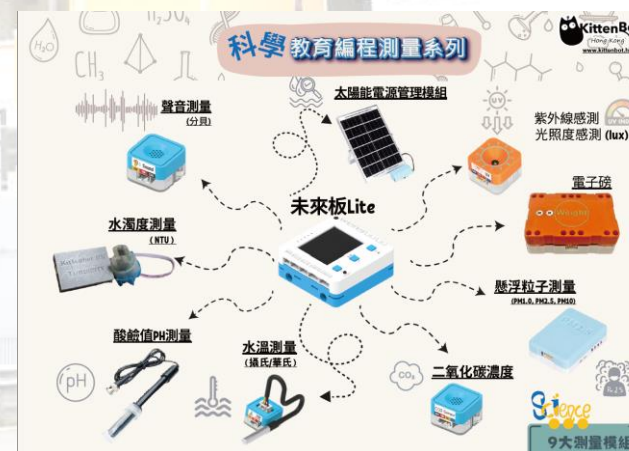 H₂SO₄
H₂O
CH₃
KittenBot
Hong Kong
科學 教育編程測量系列
聲音測量
(分貝)
太陽能電源管理模組
UV
紫外線感測
光照度感測 (lux)
電子磅
Weight
未來板Lite
水濁度測量
(NTU)
懸浮粒子測量
(PM1.0, PM2.5, PM10)
酸鹼值PH測量
pH
水溫測量
(攝氏/華氏)
CO₂
二氧化碳濃度
Science
9大測量模組